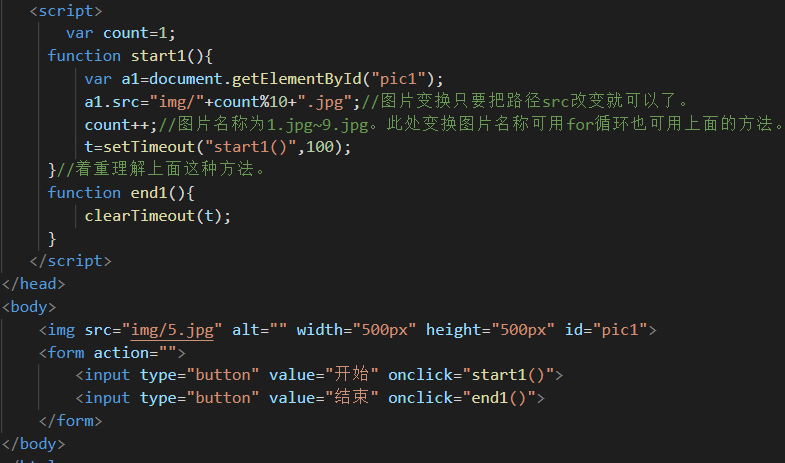 <script>
var count=1;
function start1(){
var a1=document.getElementById("pic1");
a1.src="img/"+count%10+".jpg";//图片变换只要把路径src改变就可以了。
count++;//图片名称为1.jpg~9.jpg。此处变换图片名称可用for循环也可用上面的方法。
t=setTimeout("start1()",100);
}//着重理解上面这种方法。
function end1(){
clearTimeout(t);
}
</script>
</head>
<body>
<img src="img/5.jpg" alt="" width="500px" height="500px" id="pic1">
<form action="">
<input type="button" value="开始" onclick="start1()">
<input type="button" value="结束" onclick="end1()">
</form>
</body>